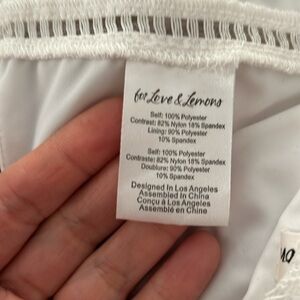 for Love & Lemons
Self: 100% Polyester
Contrast: 82% Nylon 18% Spandex
Lining: 90% Polyester
10% Spandex
Self: 100% Polyester
Contraste: 82% Nylon 18% Spandex
Doublure: 90% Polyester
10% Spandex
Designed In Los Angeles
Assembled In China
Conçu à Los Angeles
Assemblé en Chine